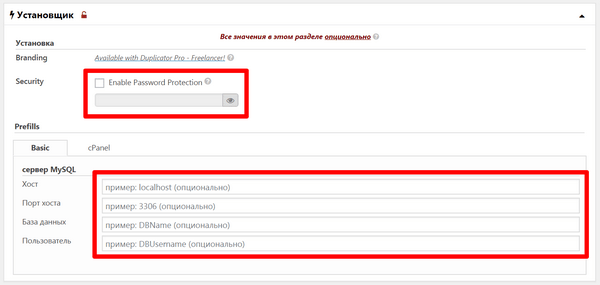 Установщик
Все значения в этом разделе опционально
Установка
Branding Available with Duplicator Pro - Freelancer!
Security Enable Password Protection
Prefills
Basic cPanel
сервер MySQL
Хост пример: localhost (опционально)
Порт хоста пример: 3306 (опционально)
База данных пример: DBName (опционально)
Пользователь пример: DBUsername (опционально)